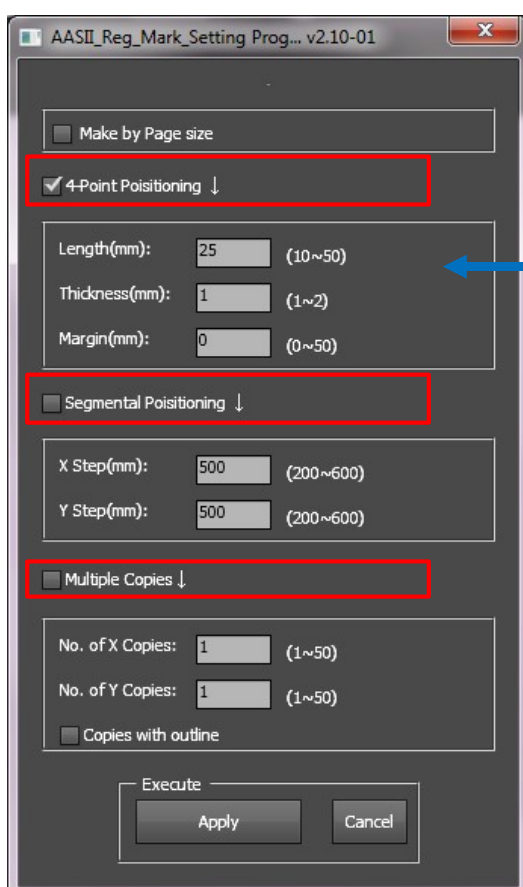 AASII_Reg_Mark_Setting Prog... v2.10-01
Make by Page size
4-Point Poisitioning ↓
Length(mm): 25 (10~50)
Thickness(mm): 1 (1~2)
Margin(mm): 0 (0~50)
Segmental Poisitioning ↓
X Step(mm): 500 (200~600)
Y Step(mm): 500 (200~600)
Multiple Copies ↓
No. of X Copies: 1 (1~50)
No. of Y Copies: 1 (1~50)
Copies with outline
Execute
Apply Cancel